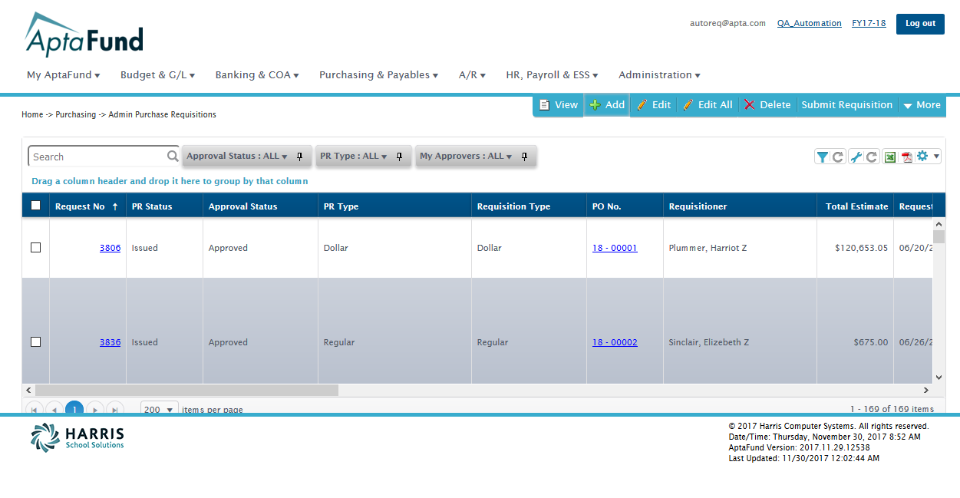 AptaFund
autoreq@apta.com QA_Automation FY17-18 Log out
My AptaFund Budget & G/L Banking & COA Purchasing & Payables A/R HR, Payroll & ESS Administration
View Add Edit Edit All Delete Submit Requisition More
Home -> Purchasing -> Admin Purchase Requisitions
Search Approval Status : ALL PR Type : ALL My Approvers : ALL
Drag a column header and drop it here to group by that column
Request No ↑ PR Status Approval Status PR Type Requisition Type PO No. Requisitioner Total Estimate Request
3806 Issued Approved Dollar Dollar 18 - 00001 Plummer, Harriot Z $120,653.05 06/20/2
3836 Issued Approved Regular Regular 18 - 00002 Sinclair, Elizebeth Z $675.00 06/26/2
1 200 items per page 1 - 169 of 169 items
HARRIS
School Solutions
© 2017 Harris Computer Systems. All rights reserved.
Date/Time: Thursday, November 30, 2017 8:52 AM
AptaFund Version: 2017.11.29.12538
Last Updated: 11/30/2017 12:02:44 AM